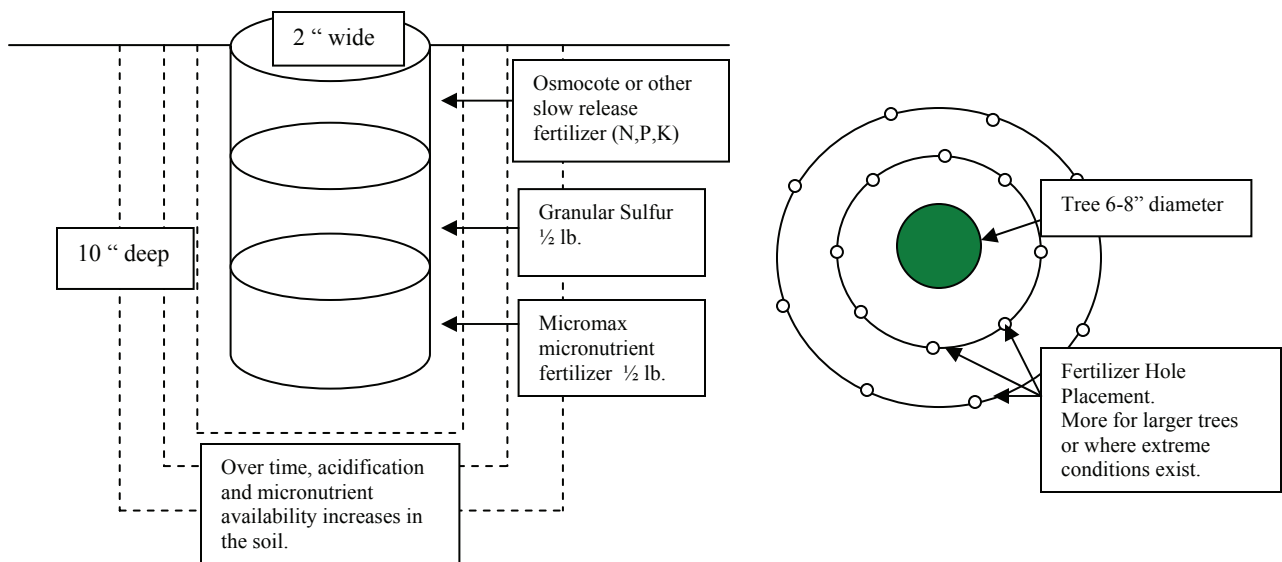 2 “ wide
Osmocote or other
slow release
fertilizer (N,P,K)
Granular Sulfur
½ lb.
10 “ deep
Micromax
micronutrient
fertilizer ½ lb.
Over time, acidification
and micronutrient
availability increases in
the soil.
Tree 6-8” diameter
Fertilizer Hole
Placement.
More for larger trees
or where extreme
conditions exist.